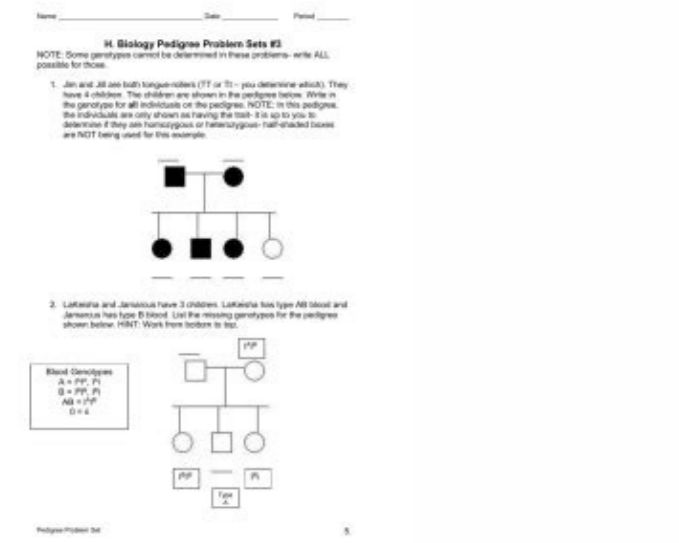 Name Date Period
H. Biology Pedigree Problem Sets #3
NOTE: Some genotypes cannot be determined in these problems- write ALL
possible for those.
1. Jim and Jill are both tongue-rollers (TT or Tt – you determine which). They
have 4 children. The children are shown in the pedigree below. Write in
the genotype for all individuals on the pedigree. NOTE: In this pedigree,
the individuals are only shown as having the trait- it is up to you to
determine if they are homozygous or heterozygous- half-shaded boxes
are NOT being used for this example.
2. LaKeisha and Jamarcus have 3 children. LaKeisha has type AB blood and
Jamarcus has type B blood. List the missing genotypes for the pedigree
shown below. HINT: Work from bottom to top.
Blood Genotypes
Type
A
Pedigree Problem Set